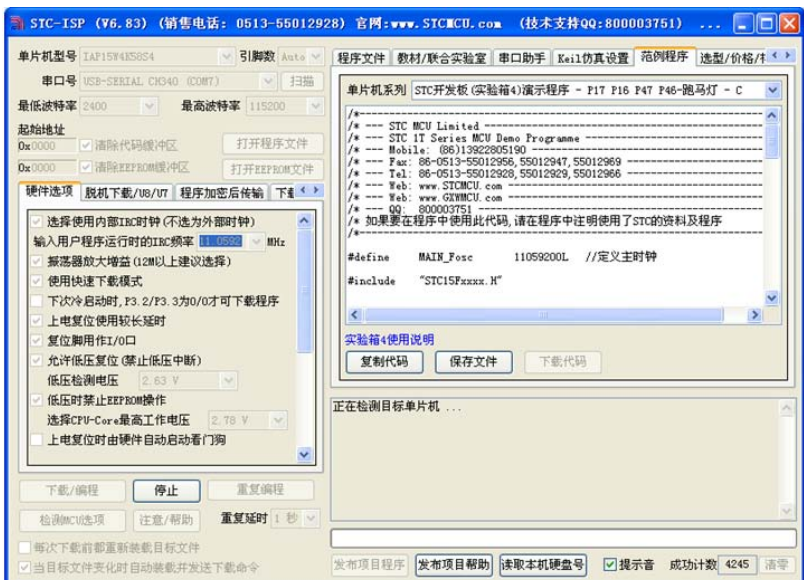 STC-ISP (V6.83) (销售电话: 0513-55012928) 官网:www.STCMCU.com (技术支持QQ:800003751) ...
单片机型号 IAP15W4K58S4 引脚数 Auto
串口号 USB-SERIAL CH340 (COM7) 扫描
最低波特率 2400 最高波特率 115200
起始地址
0x0000 清除代码缓冲区 打开程序文件
0x0000 清除EEPROM缓冲区 打开EEPROM文件
硬件选项 脱机下载/U8/U7 程序加密后传输
选择使用内部IRC时钟(不选为外部时钟)
输入用户程序运行时的IRC频率 11.0592 MHz
振荡器放大增益(12M以上建议选择)
使用快速下载模式
下次冷启动时,P3.2/P3.3为0/0才可下载程序
上电复位使用较长延时
复位脚用作I/O口
允许低压复位(禁止低压中断)
低压检测电压 2.63 V
低压时禁止EEPROM操作
选择CPU-Core最高工作电压 2.78 V
上电复位时由硬件自动启动看门狗
下载/编程 停止 重复编程
检测MCU选项 注意/帮助 重复延时 1 秒
每次下载前都重新装载目标文件
当目标文件变化时自动装载并发送下载命令
程序文件 教材/联合实验室 串口助手 Keil仿真设置 范例程序 选型/价格/
单片机系列 STC开发板(实验箱4)演示程序 - P17 P16 P47 P46-跑马灯 - C
/*---------------------------------------------------------------------
/* --- STC MCU Limited ------------------------------------------------
/* --- STC 1T Series MCU Demo Programme -------------------------------
/* --- Mobile: (86)13922805190 ----------------------------------------
/* --- Fax: 86-0513-55012956,55012947,55012969 ------------------------
/* --- Tel: 86-0513-55012928,55012929,55012966 ------------------------
/* --- Web: www.STCMCU.com --------------------------------------------
/* --- Web: www.GXWMCU.com --------------------------------------------
/* --- QQ: 800003751 --------------------------------------------------
/* 如果要在程序中使用此代码,请在程序中注明使用了STC的资料及程序
/*---------------------------------------------------------------------
#define MAIN_Fosc 11059200L //定义主时钟
#include "STC15Fxxxx.H"
实验箱4使用说明
复制代码 保存文件 下载代码
正在检测目标单片机 ...
发布项目程序 发布项目帮助 读取本机硬盘号 提示音 成功计数 4245 清零